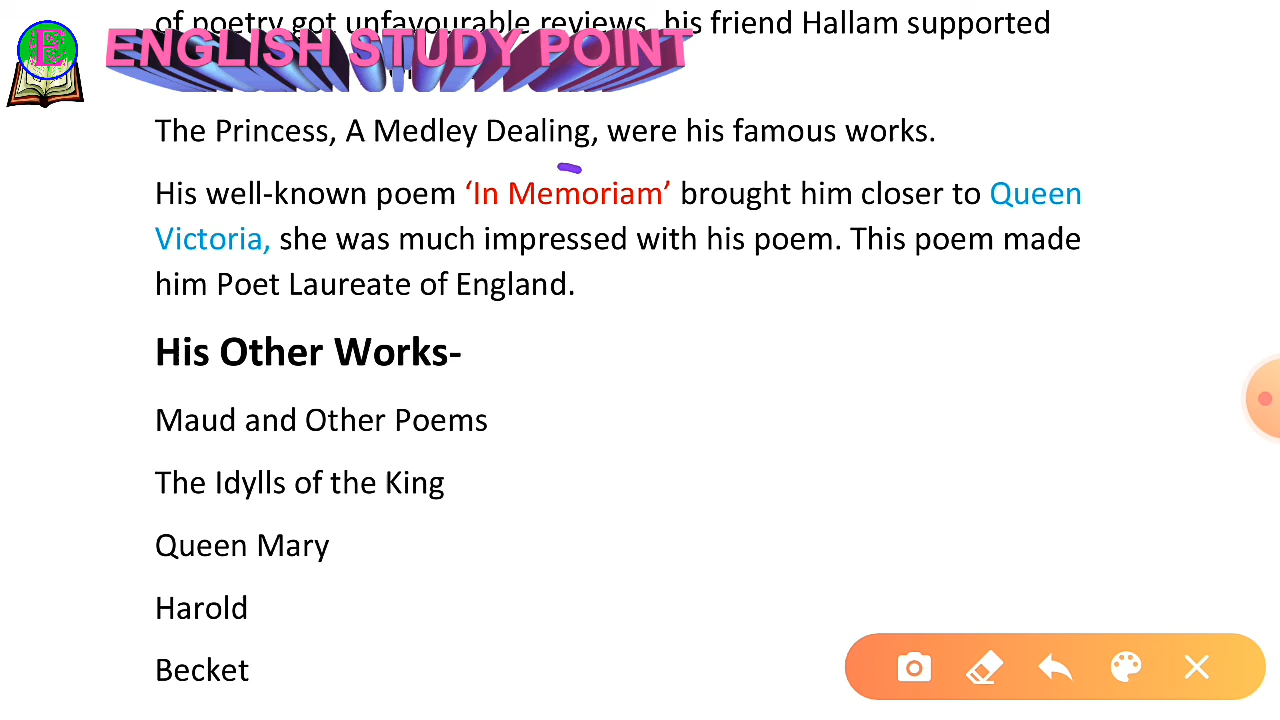 of poetry got unfavourable reviews, his friend Hallam supported
E ENGLISH STUDY POINT
The Princess, A Medley Dealing, were his famous works.
His well-known poem ‘In Memoriam’ brought him closer to Queen
Victoria, she was much impressed with his poem. This poem made
him Poet Laureate of England.
His Other Works-
Maud and Other Poems
The Idylls of the King
Queen Mary
Harold
Becket